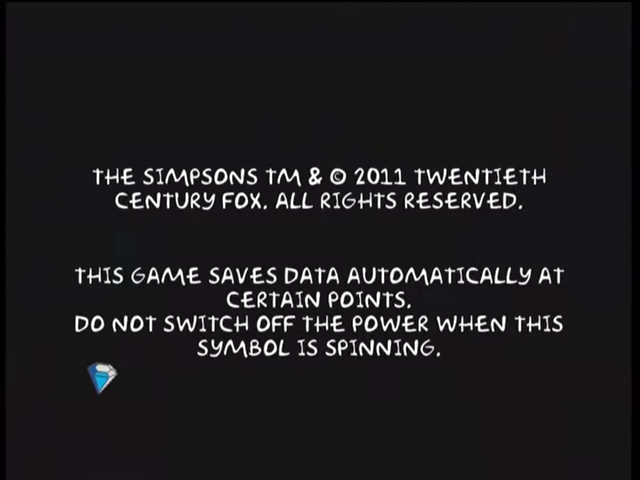 THE SIMPSONS TM & © 2011 TWENTIETH
CENTURY FOX. ALL RIGHTS RESERVED.
THIS GAME SAVES DATA AUTOMATICALLY AT
CERTAIN POINTS.
DO NOT SWITCH OFF THE POWER WHEN THIS
SYMBOL IS SPINNING.